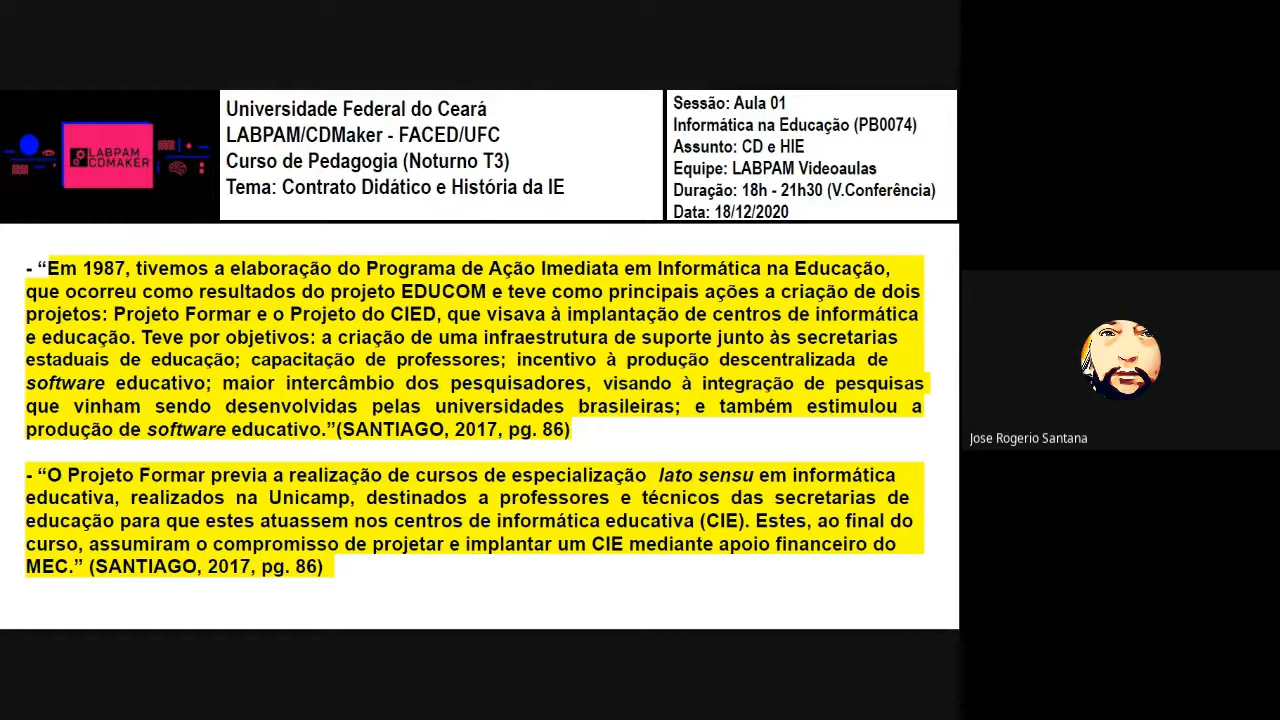 LABPAM
CDMAKER
Universidade Federal do Ceará
LABPAM/CDMaker - FACED/UFC
Curso de Pedagogia (Noturno T3)
Tema: Contrato Didático e História da IE
Sessão: Aula 01
Informática na Educação (PB0074)
Assunto: CD e HIE
Equipe: LABPAM Videoaulas
Duração: 18h - 21h30 (V.Conferência)
Data: 18/12/2020
- “Em 1987, tivemos a elaboração do Programa de Ação Imediata em Informática na Educação,
que ocorreu como resultados do projeto EDUCOM e teve como principais ações a criação de dois
projetos: Projeto Formar e o Projeto do CIED, que visava à implantação de centros de informática
e educação. Teve por objetivos: a criação de uma infraestrutura de suporte junto às secretarias
estaduais de educação; capacitação de professores; incentivo à produção descentralizada de
software educativo; maior intercâmbio dos pesquisadores, visando à integração de pesquisas
que vinham sendo desenvolvidas pelas universidades brasileiras; e também estimulou a
produção de software educativo.”(SANTIAGO, 2017, pg. 86)
- “O Projeto Formar previa a realização de cursos de especialização lato sensu em informática
educativa, realizados na Unicamp, destinados a professores e técnicos das secretarias de
educação para que estes atuassem nos centros de informática educativa (CIE). Estes, ao final do
curso, assumiram o compromisso de projetar e implantar um CIE mediante apoio financeiro do
MEC.” (SANTIAGO, 2017, pg. 86)
Jose Rogerio Santana